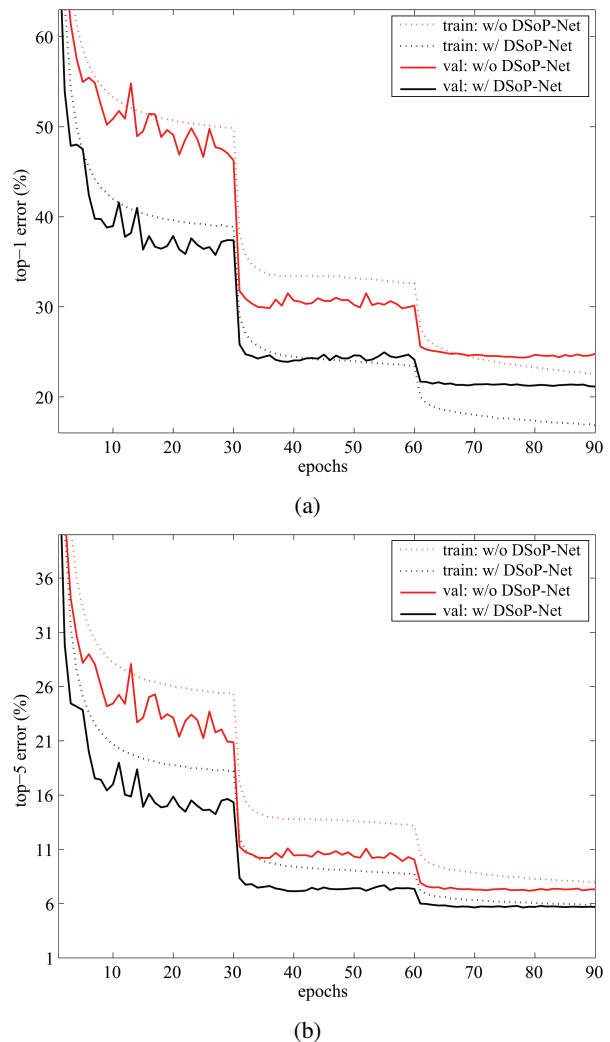 60
50
40
30
20
top-1 error (%)
train: w/o DSoP-Net
train: w/ DSoP-Net
val: w/o DSoP-Net
val: w/ DSoP-Net
10 20 30 40 50 60 70 80 90
epochs
(a)
36
31
26
21
16
11
6
1
top-5 error (%)
train: w/o DSoP-Net
train: w/ DSoP-Net
val: w/o DSoP-Net
val: w/ DSoP-Net
10 20 30 40 50 60 70 80 90
epochs
(b)